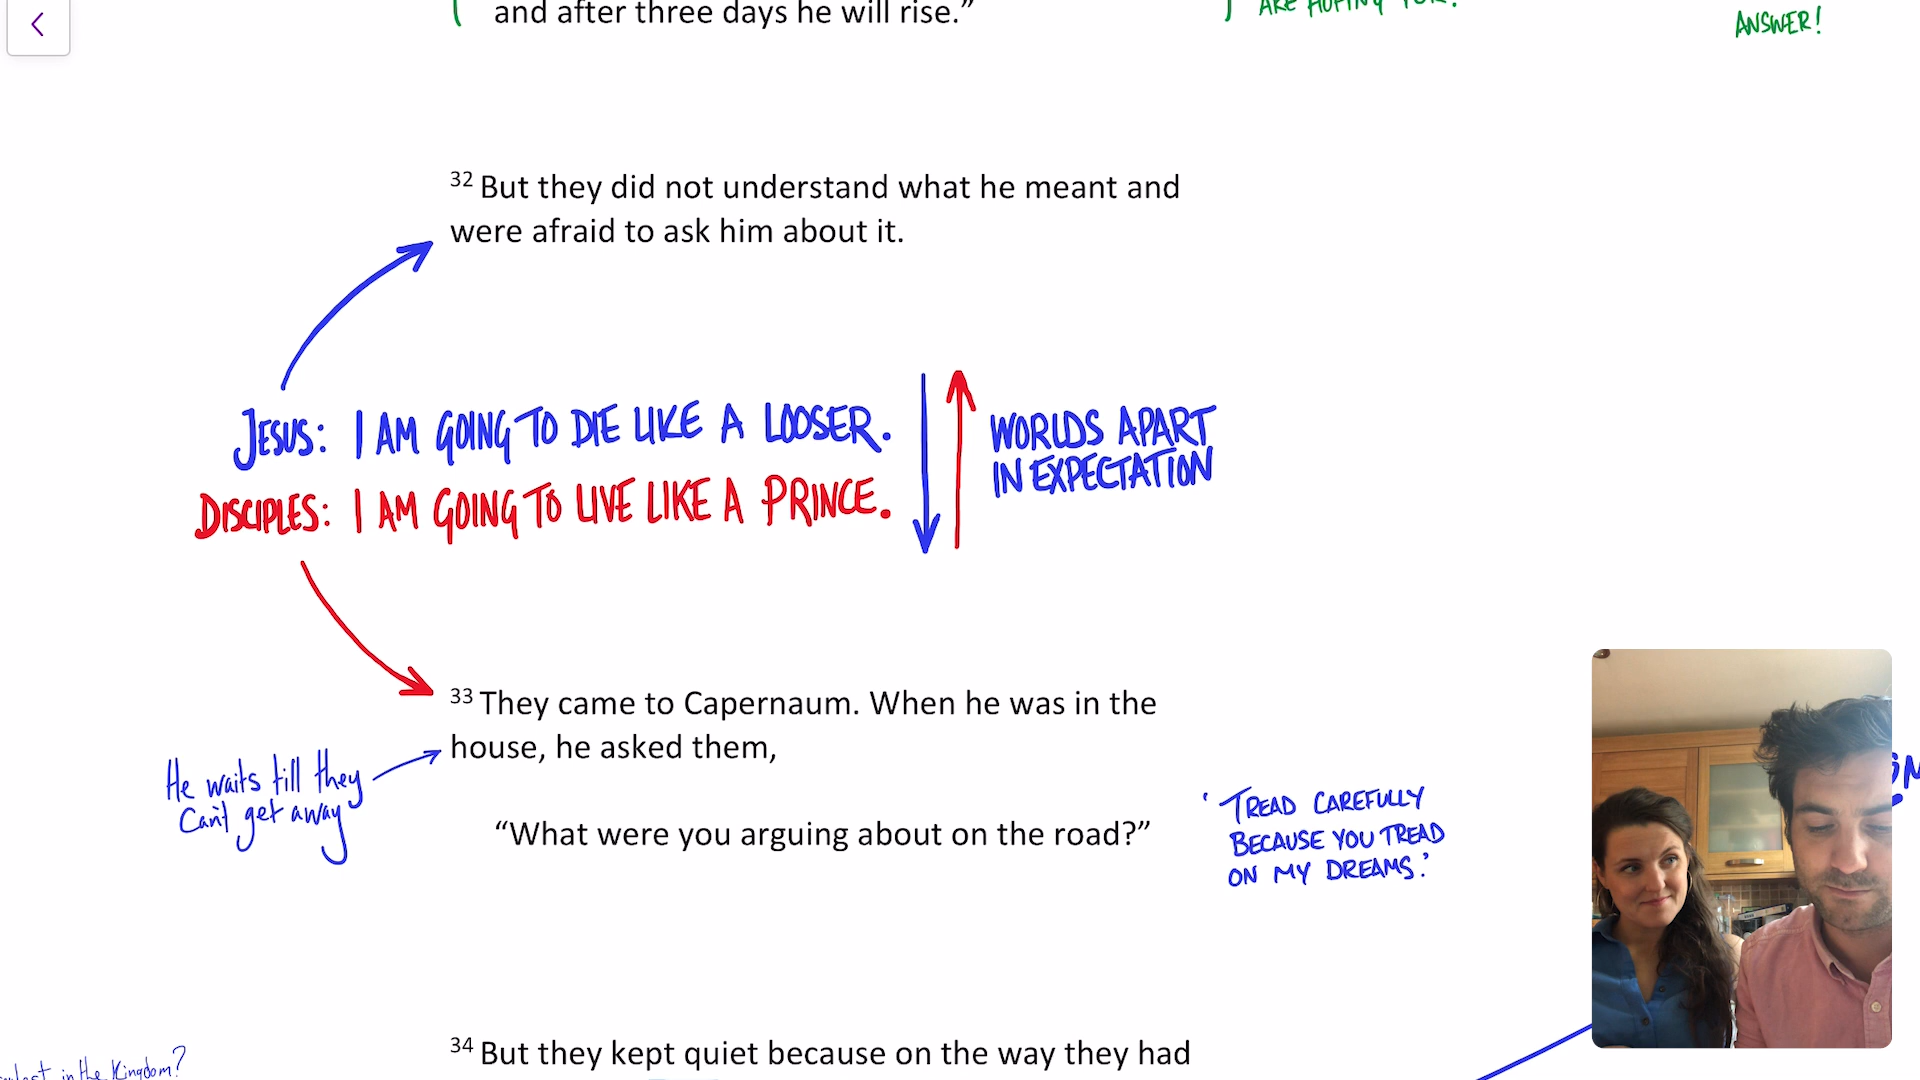 and after three days he will rise.”
ANSWER!
32 But they did not understand what he meant and
were afraid to ask him about it.
JESUS: I AM GOING TO DIE LIKE A LOOSER.
DISCIPLES: I AM GOING TO LIVE LIKE A PRINCE.
WORLDS APART
IN EXPECTATION
33 They came to Capernaum. When he was in the
house, he asked them,
He waits till they
Can't get away
“What were you arguing about on the road?”
‘TREAD CAREFULLY
BECAUSE YOU TREAD
ON MY DREAMS.’
34 But they kept quiet because on the way they had
in the Kingdom?